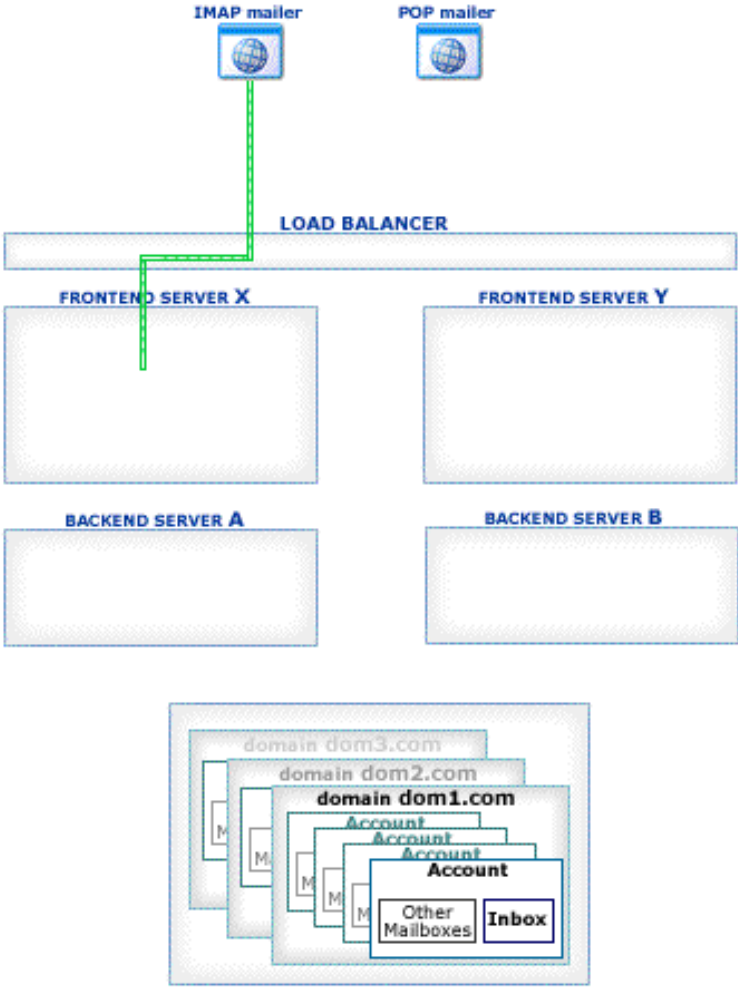 IMAP mailer
POP mailer
LOAD BALANCER
FRONTEND SERVER X
FRONTEND SERVER Y
BACKEND SERVER A
BACKEND SERVER B
domain dom3.com
domain dom2.com
domain dom1.com
Account
Account
Account
Account
M
M
M
M
M
Other
Mailboxes
Inbox